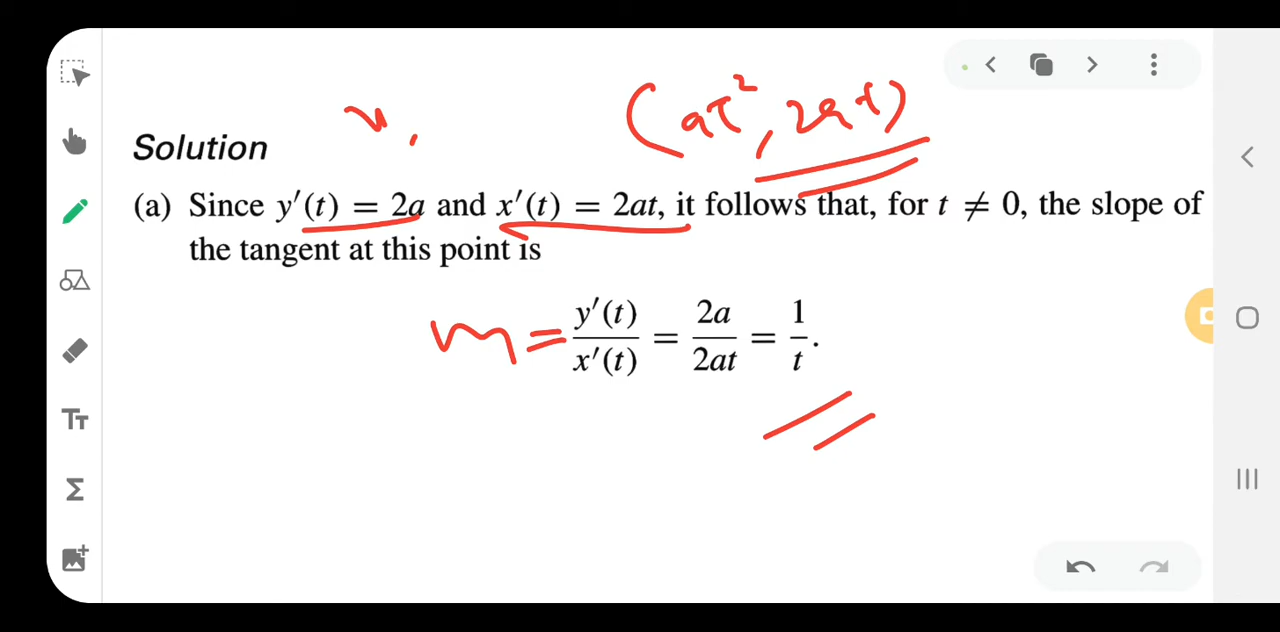 (at², 2at)
Solution
(a) Since y′(t) = 2a and x′(t) = 2at, it follows that, for t ≠ 0, the slope of
the tangent at this point is
m = y′(t)/x′(t) = 2a/2at = 1/t.